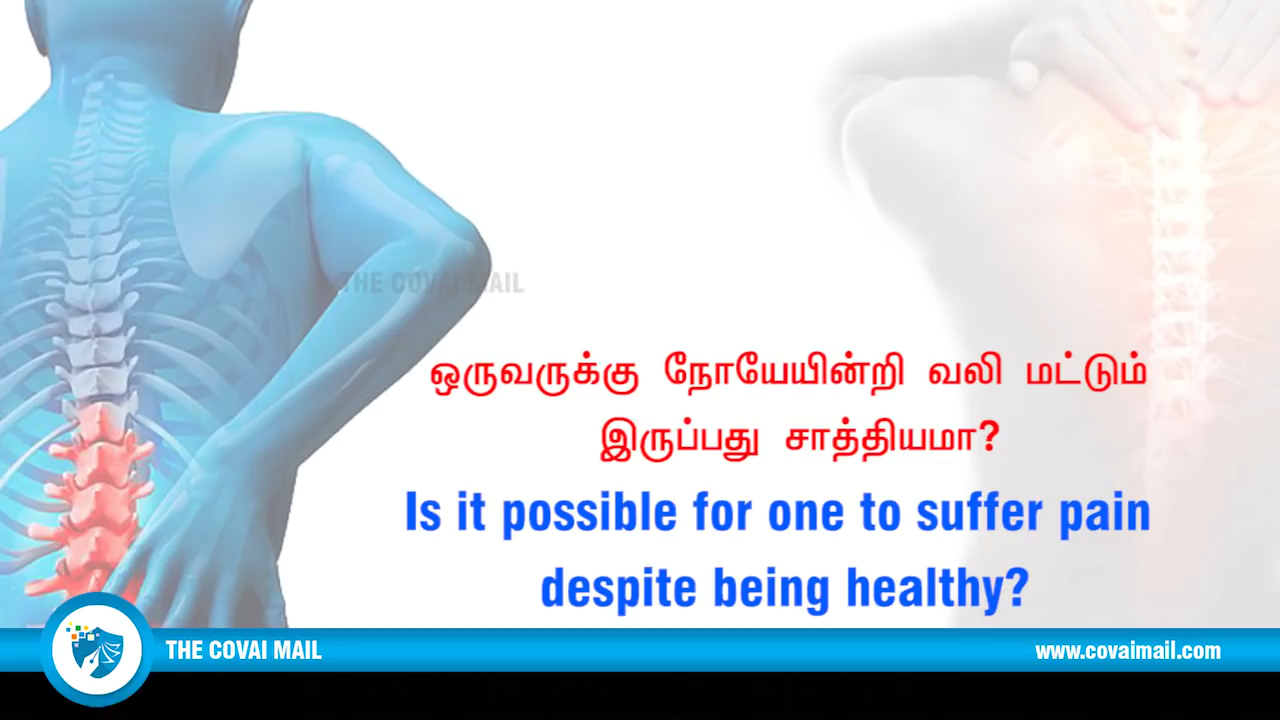 THE COVAI MAIL
ஒருவருக்கு நோயேயின்றி வலி மட்டும்
இருப்பது சாத்தியமா?
Is it possible for one to suffer pain
despite being healthy?
THE COVAI MAIL
www.covaimail.com